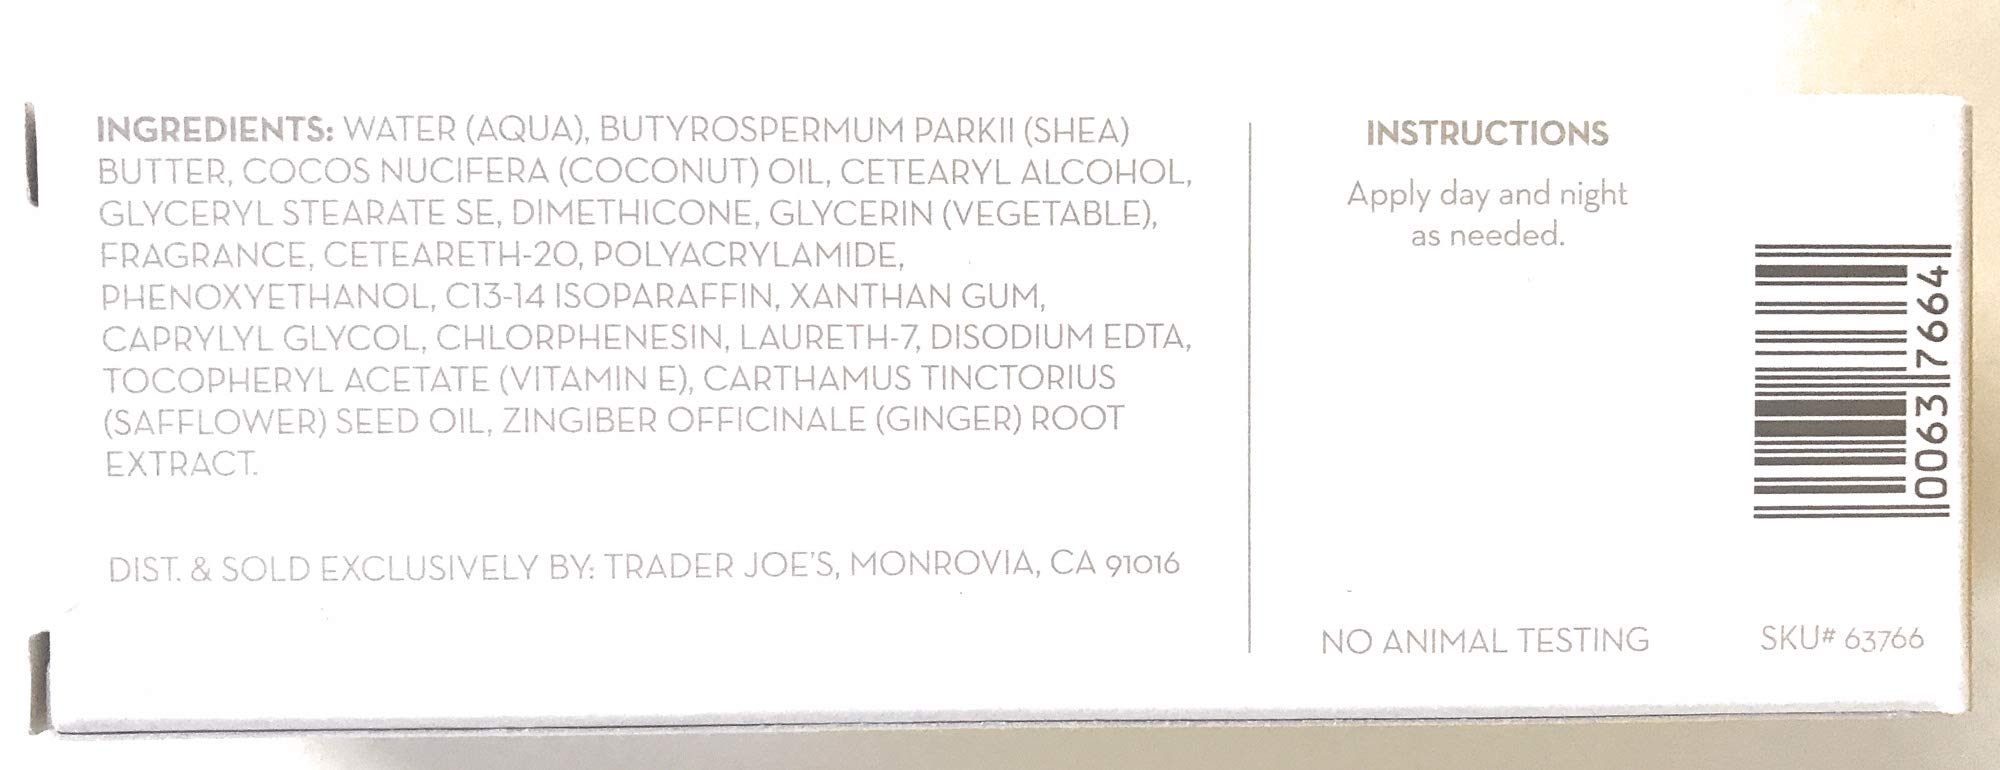 INGREDIENTS: WATER (AQUA), BUTYROSPERMUM PARKII (SHEA)
BUTTER, COCOS NUCIFERA (COCONUT) OIL, CETEARYL ALCOHOL,
GLYCERYL STEARATE SE, DIMETHICONE, GLYCERIN (VEGETABLE),
FRAGRANCE, CETEARETH-20, POLYACRYLAMIDE,
PHENOXYETHANOL, C13-14 ISOPARAFFIN, XANTHAN GUM,
CAPRYLYL GLYCOL, CHLORPHENESIN, LAURETH-7, DISODIUM EDTA,
TOCOPHERYL ACETATE (VITAMIN E), CARTHAMUS TINCTORIUS
(SAFFLOWER) SEED OIL, ZINGIBER OFFICINALE (GINGER) ROOT
EXTRACT.
DIST. & SOLD EXCLUSIVELY BY: TRADER JOE'S, MONROVIA, CA 91016
INSTRUCTIONS
Apply day and night
as needed.
NO ANIMAL TESTING
0063 7664
SKU# 63766